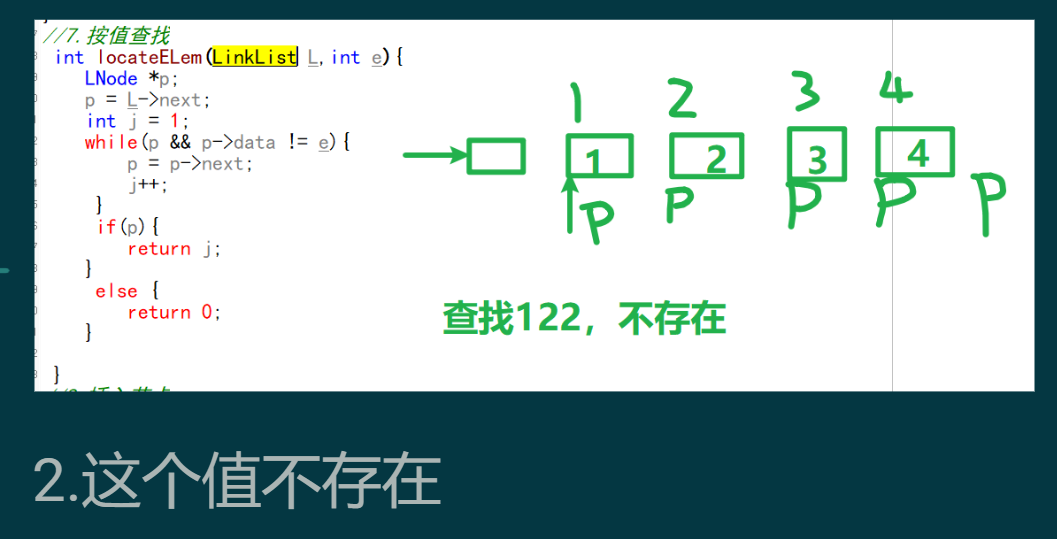 //7. 按值查找
int locateELem(LinkList L,int e){
LNode *p;
p = L->next;
int j = 1;
while(p && p->data != e){
p = p->next;
j++;
}
if(p){
return j;
}
else {
return 0;
}
}
1 2 3 4
1 2 3 4
P P P P P
查找122，不存在
2.这个值不存在